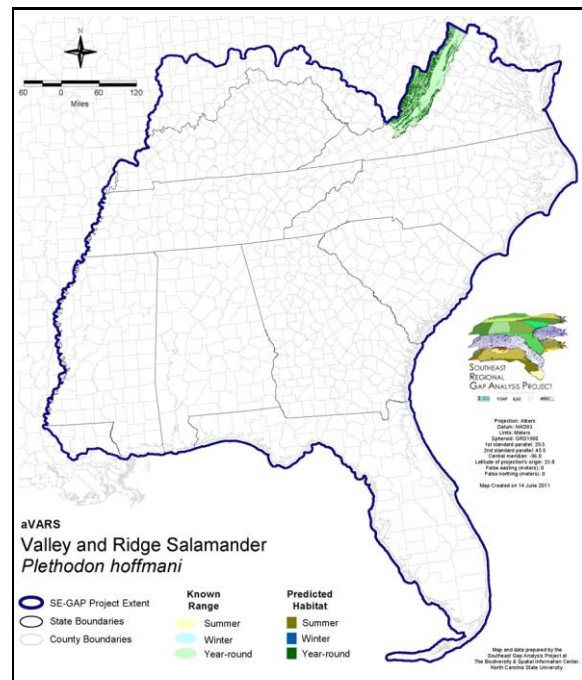 N
60 0 60 120
Miles
SOUTHEAST
REGIONAL
GAP ANALYSIS PROJECT
Projection: Albers
Datum: NAD83
Units: Meters
Spheroid: GRS1980
1st standard parallel: 29.5
2nd standard parallel: 45.5
Central meridian: -96.0
Latitude of projection's origin: 23.0
False easting (meters): 0
False northing (meters): 0
Map Created on 14 June 2011
aVARS
Valley and Ridge Salamander
Plethodon hoffmani
SE-GAP Project Extent
State Boundaries
County Boundaries
Known
Range
Summer
Winter
Year-round
Predicted
Habitat
Summer
Winter
Year-round
Map and data prepared by the
Southeast Gap Analysis Project at
The Biodiversity & Spatial Information Center,
North Carolina State University.